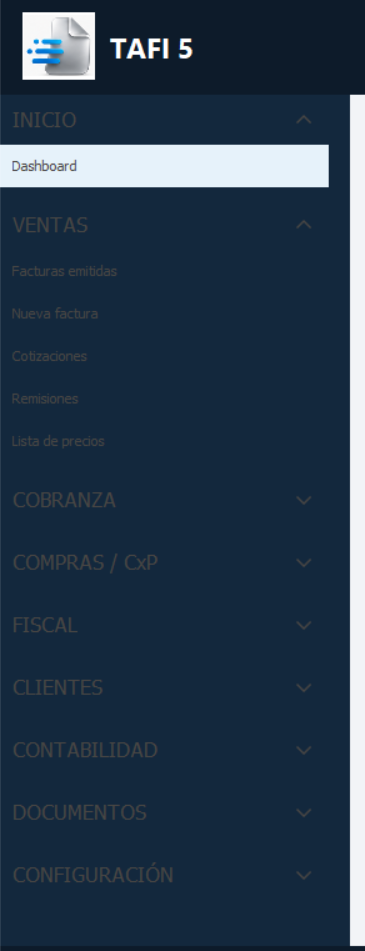 TAFI 5
INICIO
Dashboard
VENTAS
Facturas emitidas
Nueva factura
Cotizaciones
Remisiones
Lista de precios
COBRANZA
COMPRAS / CxP
FISCAL
CLIENTES
CONTABILIDAD
DOCUMENTOS
CONFIGURACIÓN